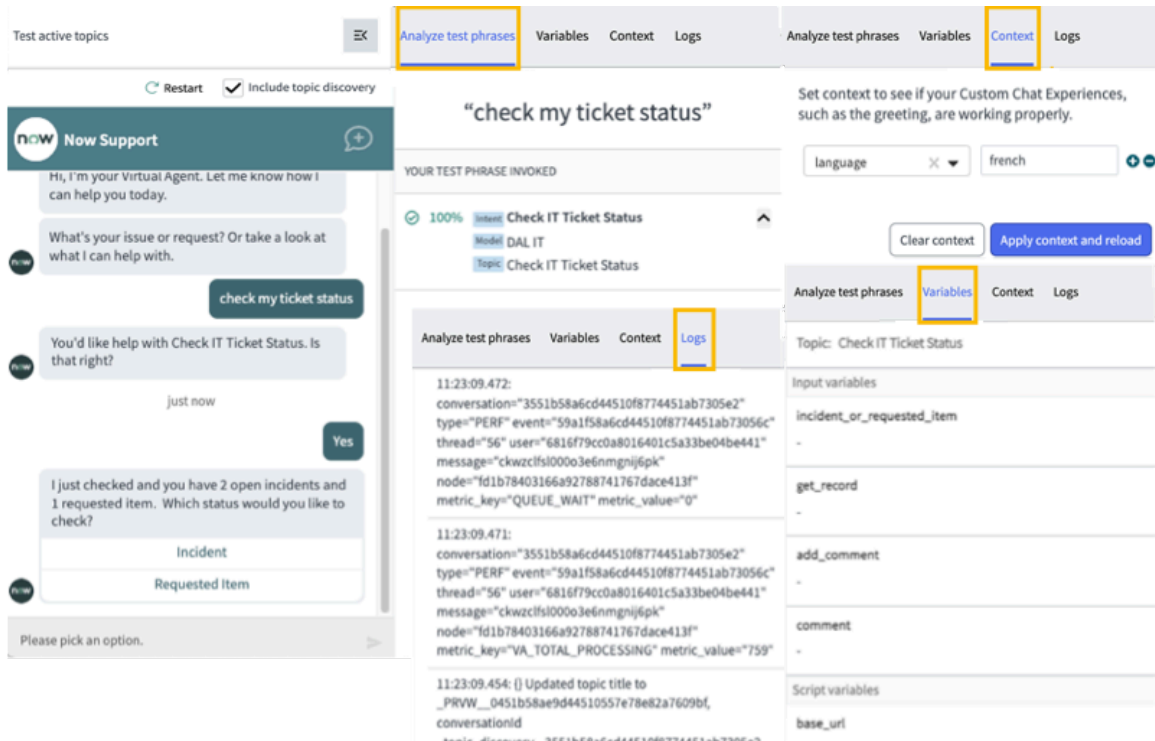 Test active topics
Restart
Include topic discovery
now Now Support
Hi, I'm your Virtual Agent. Let me know how I
can help you today.
What's your issue or request? Or take a look at
what I can help with.
now
check my ticket status
You'd like help with Check IT Ticket Status. Is
that right?
now
just now
Yes
I just checked and you have 2 open incidents and
1 requested item. Which status would you like to
check?
Incident
Requested Item
now
Please pick an option.
Analyze test phrases Variables Context Logs
“check my ticket status”
YOUR TEST PHRASE INVOKED
100% Intent Check IT Ticket Status
Model DAL IT
Topic Check IT Ticket Status
Analyze test phrases Variables Context Logs
11:23:09.472:
conversation="3551b58a6cd44510f8774451ab7305e2"
type="PERF" event="59a1f58a6cd44510f8774451ab73056c"
thread="56" user="6816f79cc0a8016401c5a33be04be441"
message="ckwzclfsl000o3e6nmgnij6pk"
node="fd1b78403166a92788741767dace413f"
metric_key="QUEUE_WAIT" metric_value="0"
11:23:09.471:
conversation="3551b58a6cd44510f8774451ab7305e2"
type="PERF" event="59a1f58a6cd44510f8774451ab73056c"
thread="56" user="6816f79cc0a8016401c5a33be04be441"
message="ckwzclfsl000o3e6nmgnij6pk"
node="fd1b78403166a92788741767dace413f"
metric_key="VA_TOTAL_PROCESSING" metric_value="759"
11:23:09.454: {} Updated topic title to
_PRVW__0451b58ae9d44510557e78e82a7609bf,
conversationId
Analyze test phrases Variables Context Logs
Set context to see if your Custom Chat Experiences,
such as the greeting, are working properly.
language
french
Clear context
Apply context and reload
Analyze test phrases Variables Context Logs
Topic: Check IT Ticket Status
Input variables
incident_or_requested_item
-
get_record
-
add_comment
-
comment
-
Script variables
base_url